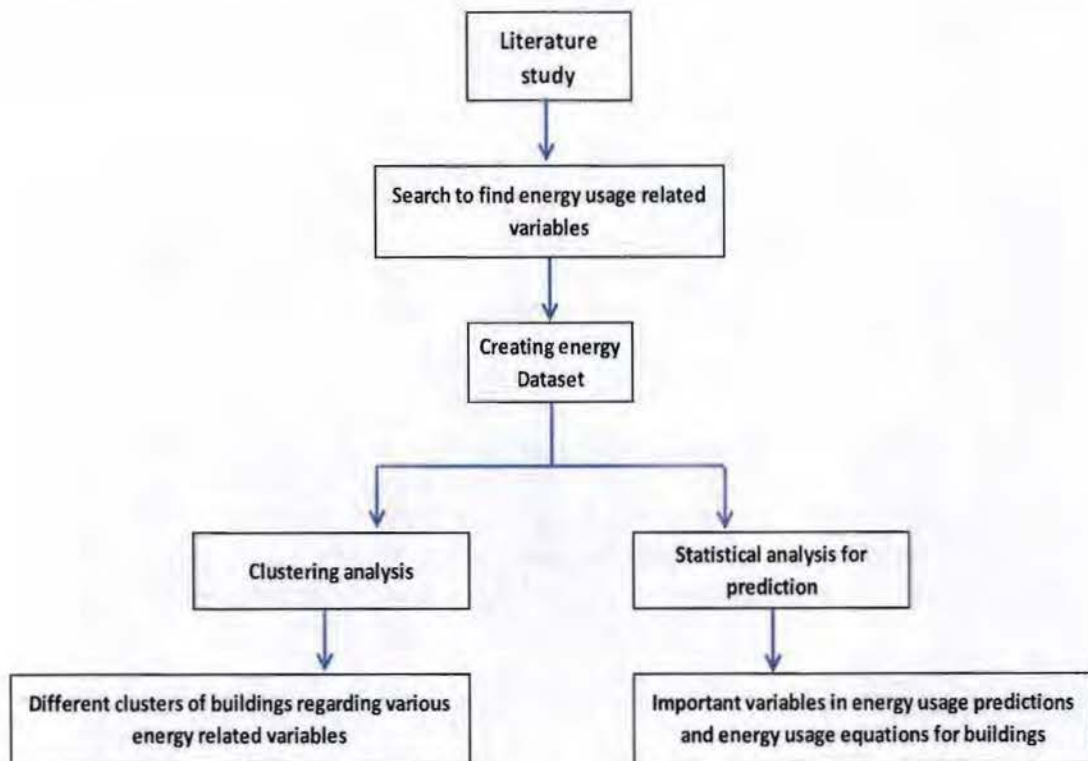 Literature
study
Search to find energy usage related
variables
Creating energy
Dataset
Clustering analysis
Statistical analysis for
prediction
Different clusters of buildings regarding various
energy related variables
Important variables in energy usage predictions
and energy usage equations for buildings